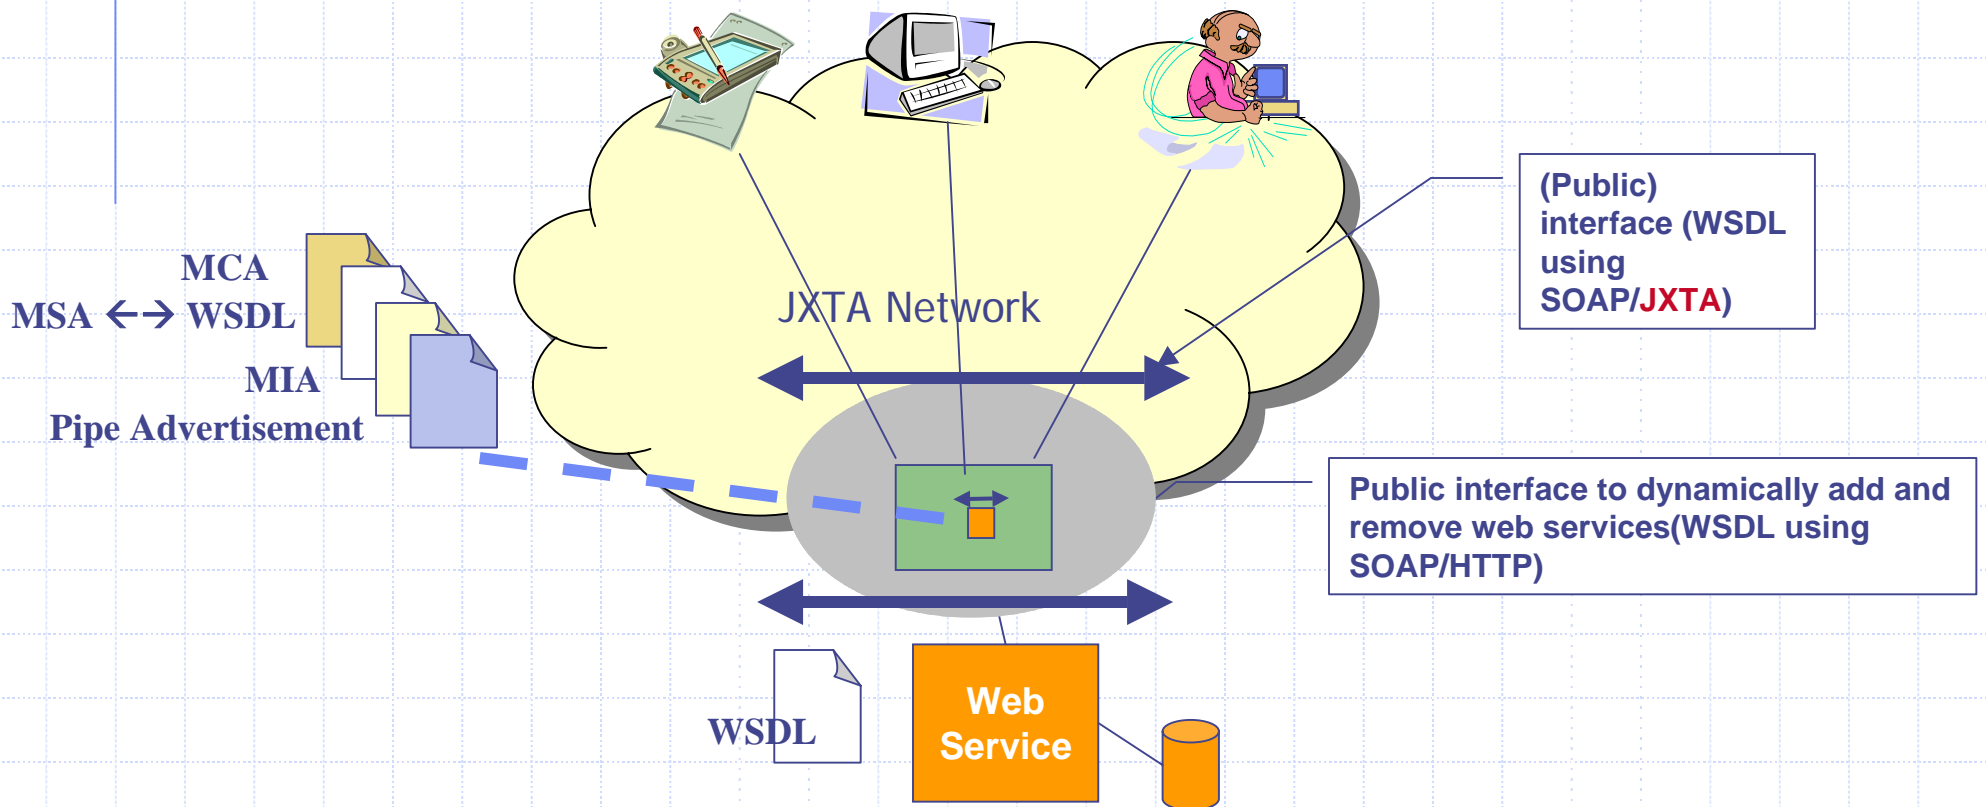 MCA
MSA ←→ WSDL
MIA
Pipe Advertisement
JXTA Network
(Public)
interface (WSDL
using
SOAP/JXTA)
Public interface to dynamically add and
remove web services(WSDL using
SOAP/HTTP)
WSDL
Web
Service